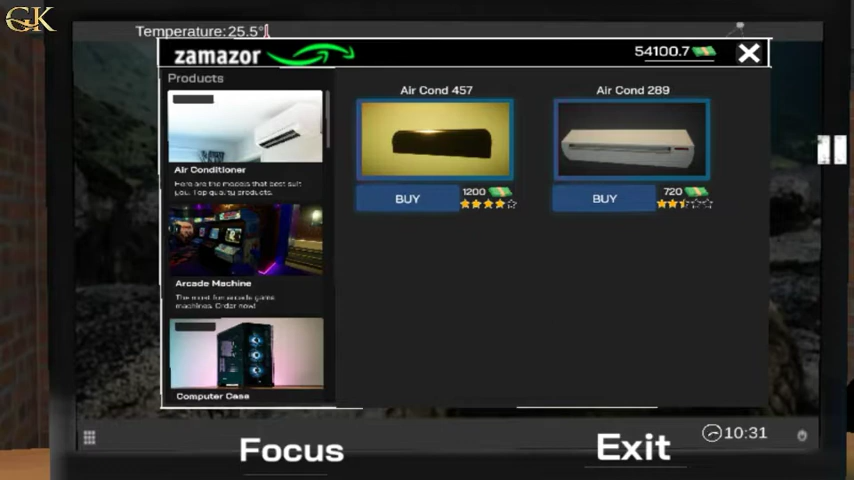 GK
Temperature: 25.5°
zamazor
54100.7
Products
Air Conditioner
Here are the models that best suit
you. Top quality products.
Arcade Machine
The most fun arcade game
machines. Order now!
Computer Case
Air Cond 457
BUY
1200
Air Cond 289
BUY
720
10:31
Focus
Exit